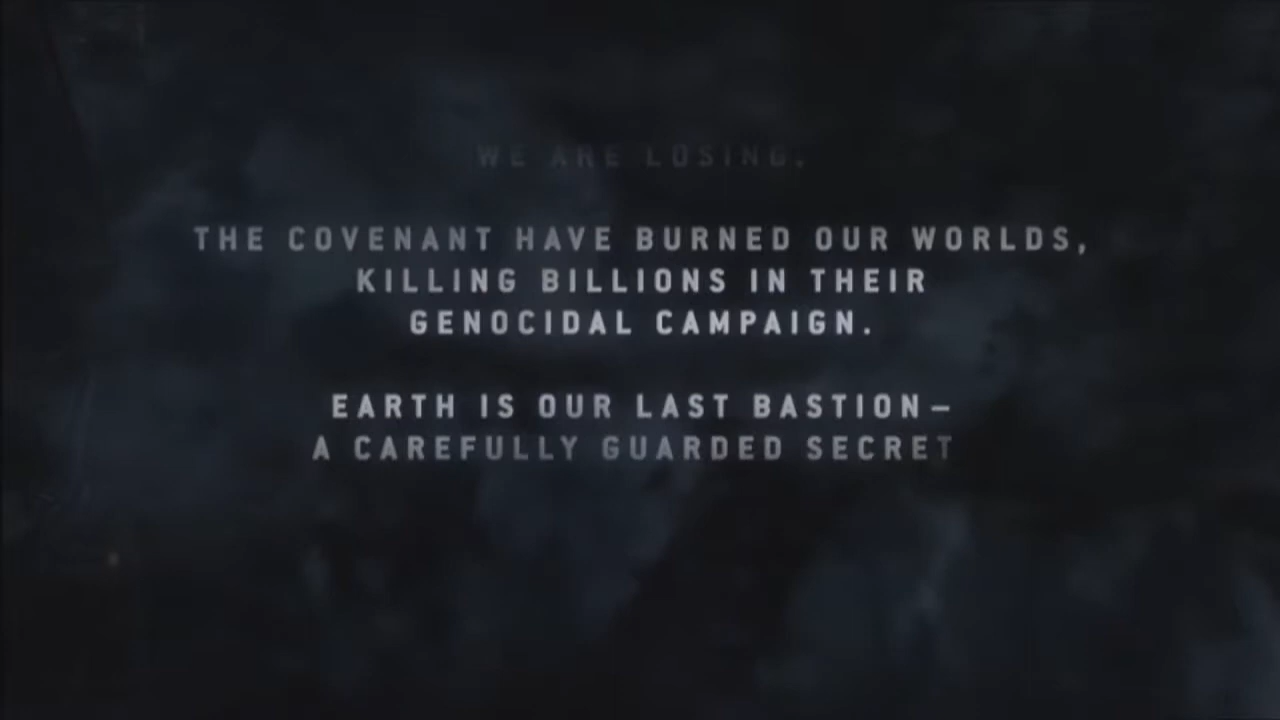 WE ARE LOSING.
THE COVENANT HAVE BURNED OUR WORLDS,
KILLING BILLIONS IN THEIR
GENOCIDAL CAMPAIGN.
EARTH IS OUR LAST BASTION–
A CAREFULLY GUARDED SECRET